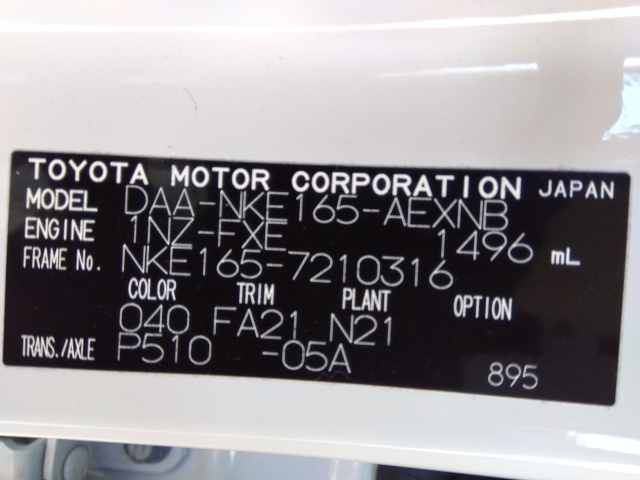 TOYOTA MOTOR CORPORATION JAPAN
MODEL DAA-NKE165-AEXNB
ENGINE 1NZ-FXE 1496 mL
FRAME No. NKE165-7210316
COLOR TRIM PLANT OPTION
040 FA21 N21
TRANS./AXLE P510 -05A
895